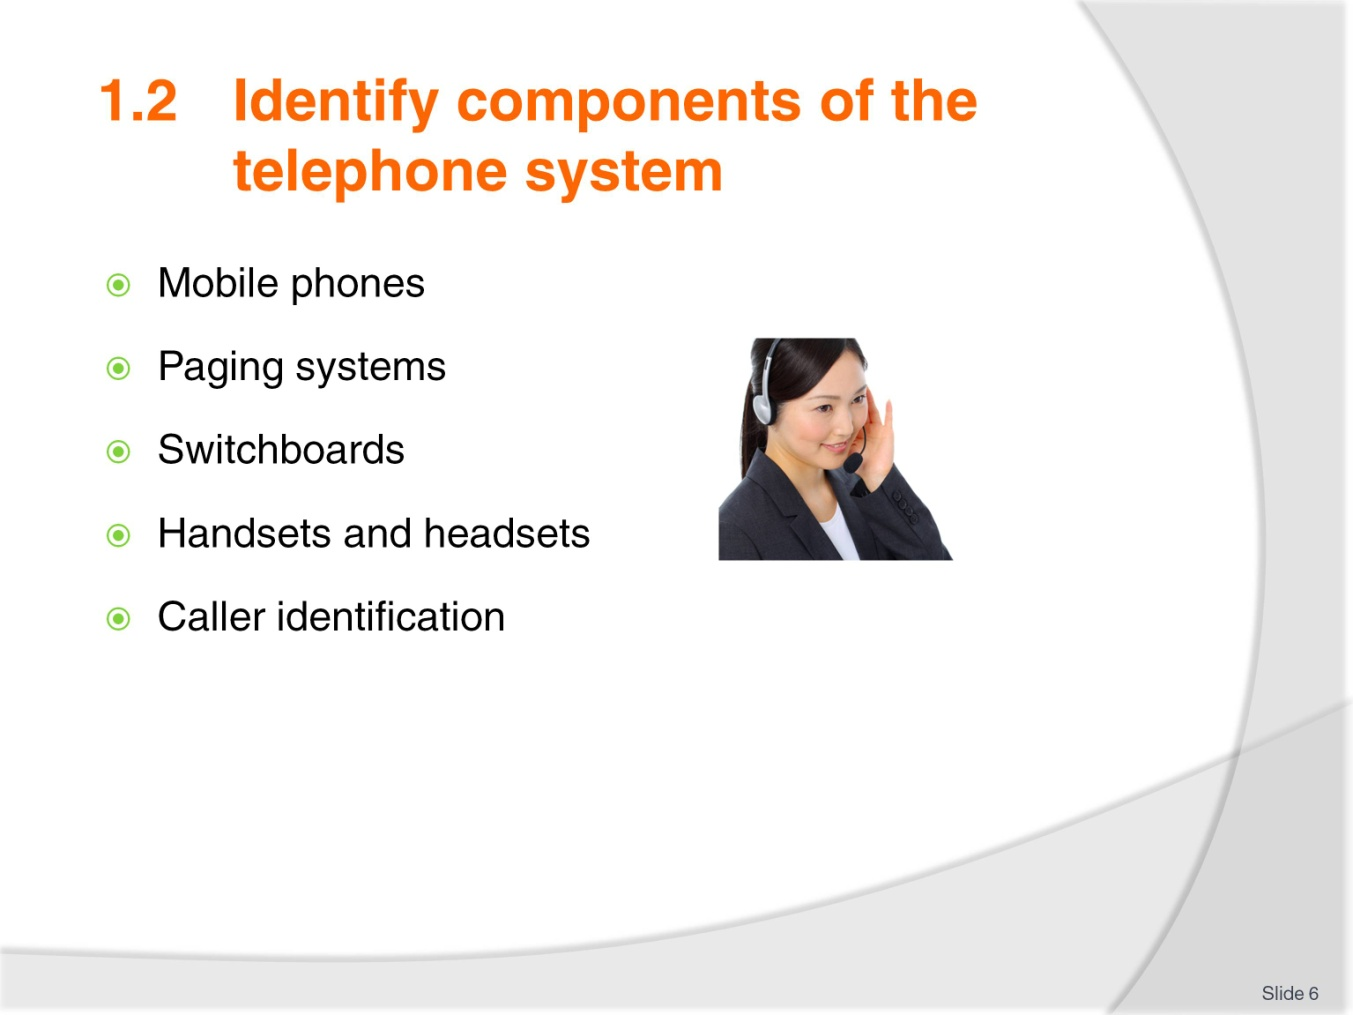 1.2 Identify components of the
telephone system
Mobile phones
Paging systems
Switchboards
Handsets and headsets
Caller identification
Slide 6